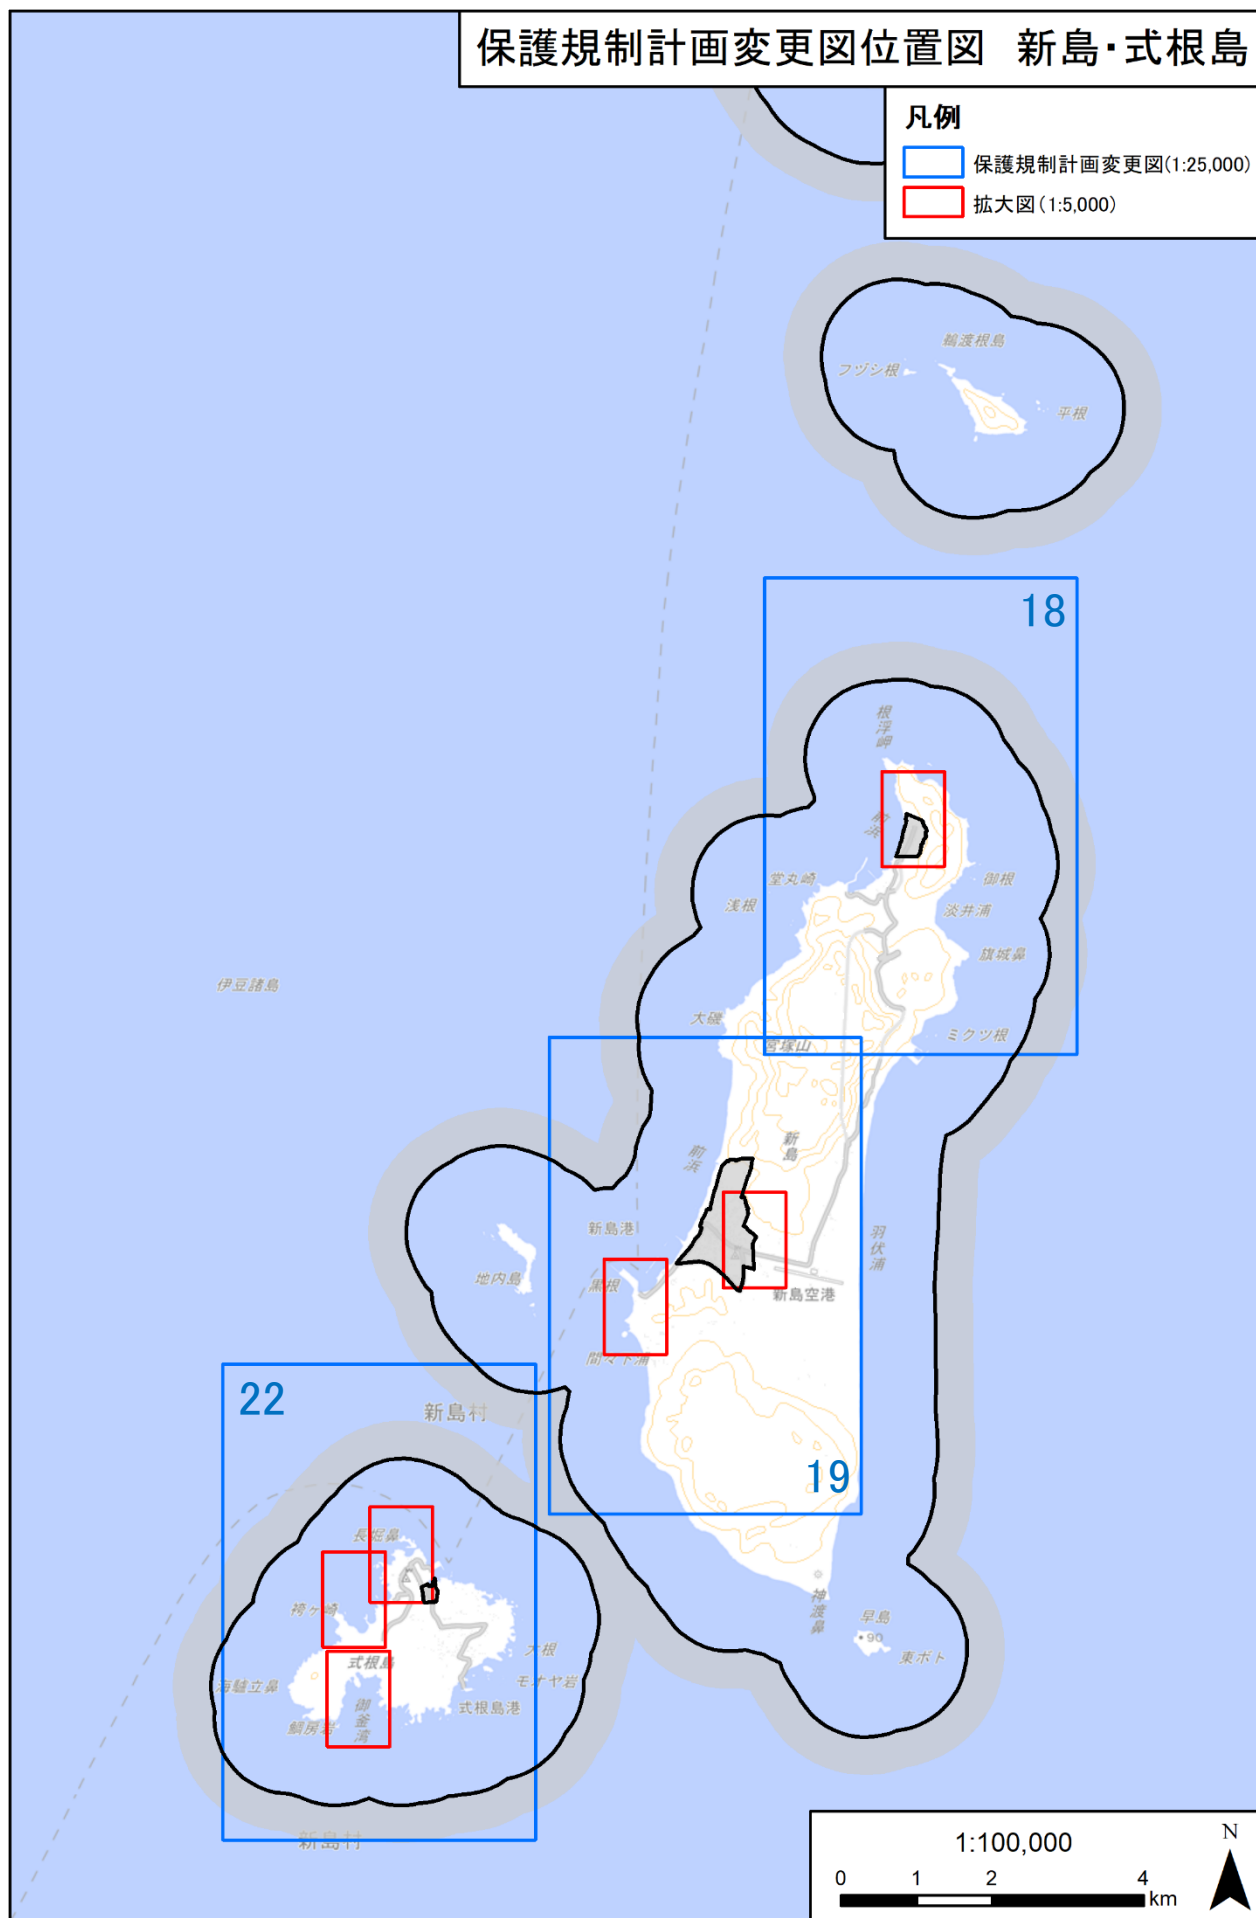 保護規制計画変更図位置図　新島・式根島
凡例
保護規制計画変更図(1:25,000)
拡大図(1:5,000)
鵜渡根島
フヅシ根
平根
18
根浮岬
前浜
堂丸崎
御根
浅根
淡井浦
旗城鼻
伊豆諸島
大磯
ミクツ根
宮塚山
新島
前浜
新島港
羽伏浦
地内島
黒根
新島空港
間々下浦
22
新島村
19
長堀鼻
袴ヶ崎
神渡鼻
早島
90
東ボト
大根
式根島
海驢立鼻
モオヤ岩
御釜湾
式根島港
鯛房岩
新島村
1:100,000
N
0 1 2 4
km